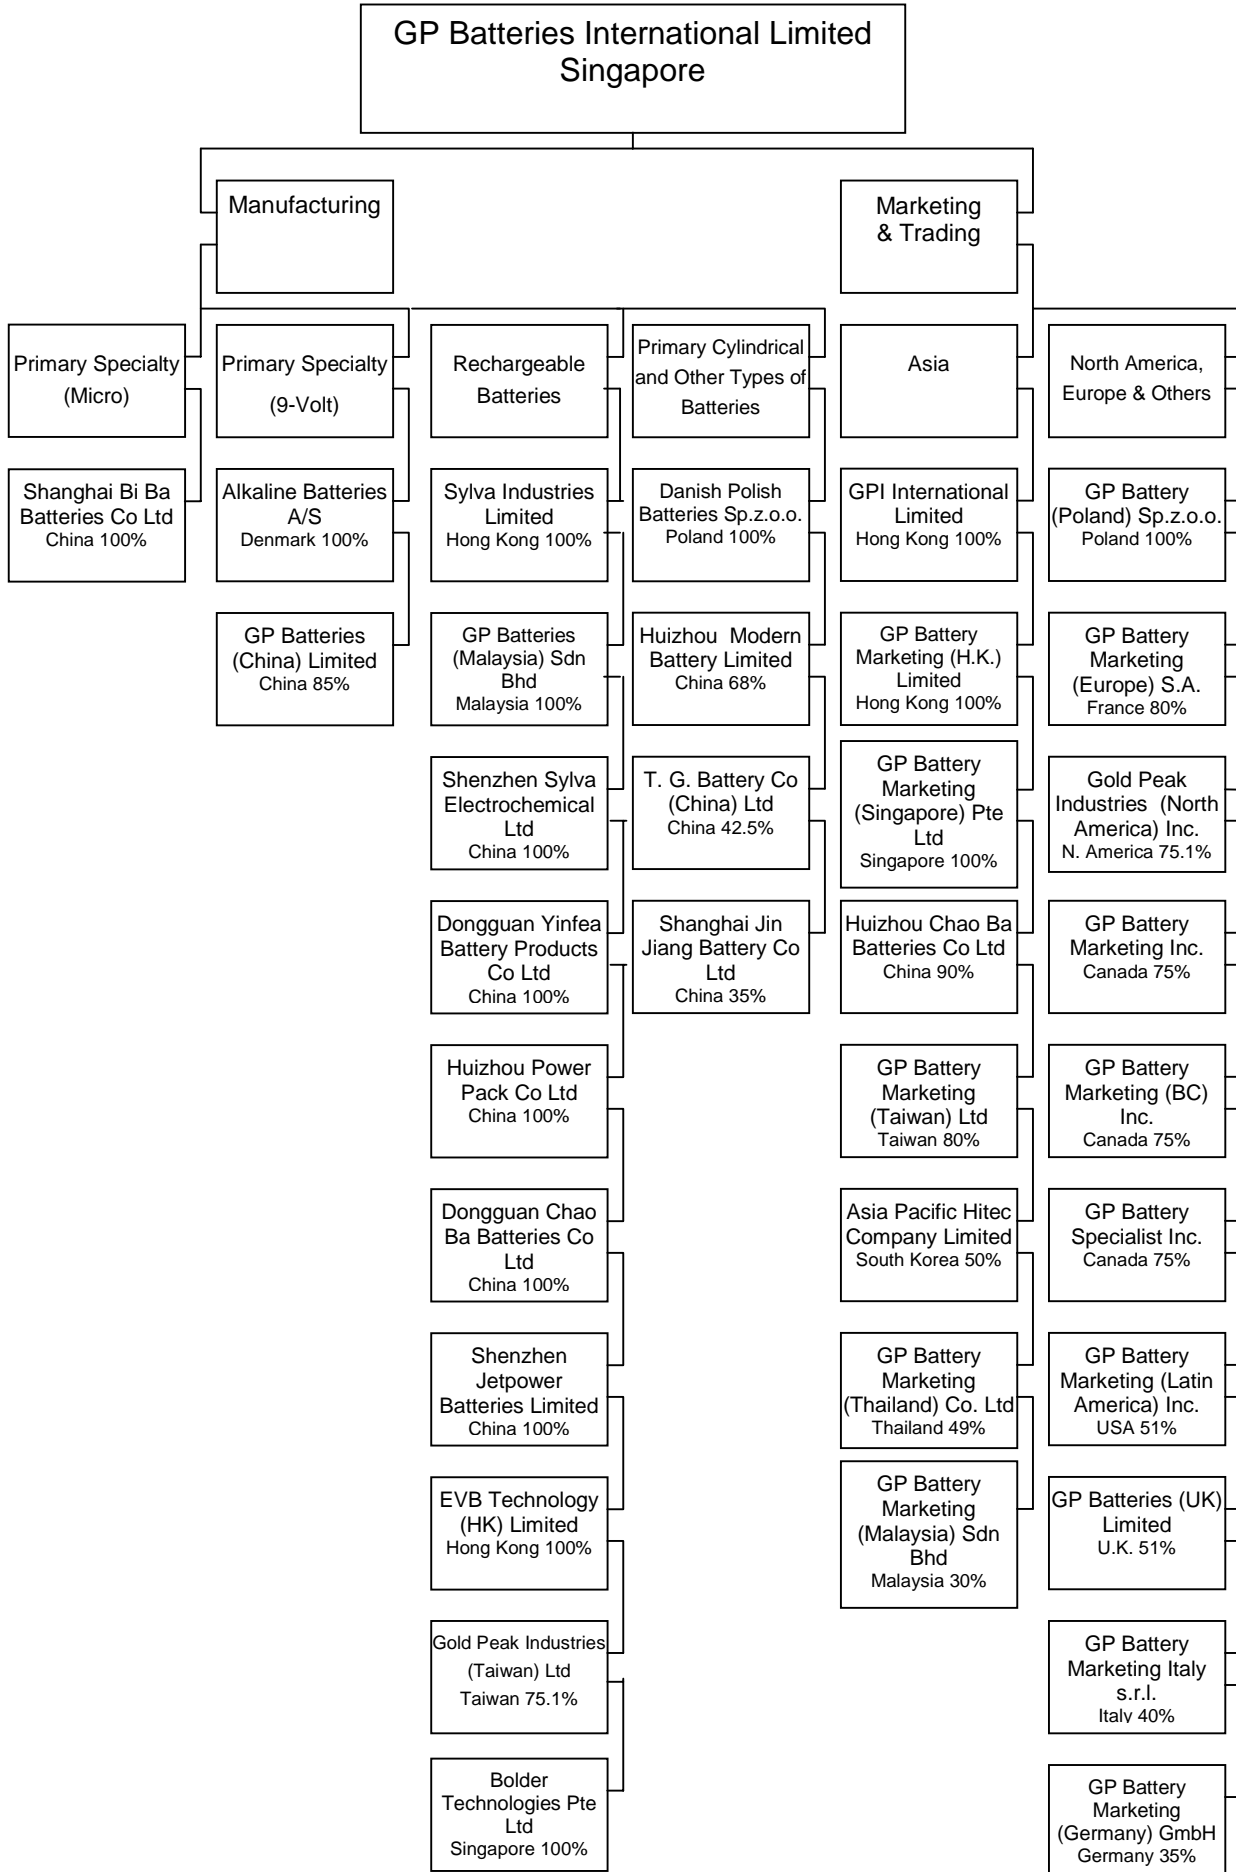 GP Batteries International Limited
Singapore
Manufacturing
Marketing
& Trading
Primary Specialty
(Micro)
Primary Specialty
(9-Volt)
Rechargeable
Batteries
Primary Cylindrical
and Other Types of
Batteries
Asia
North America,
Europe & Others
Shanghai Bi Ba
Batteries Co Ltd
China 100%
Alkaline Batteries
A/S
Denmark 100%
Sylva Industries
Limited
Hong Kong 100%
Danish Polish
Batteries Sp.z.o.o.
Poland 100%
GPI International
Limited
Hong Kong 100%
GP Battery
(Poland) Sp.z.o.o.
Poland 100%
GP Batteries
(China) Limited
China 85%
GP Batteries
(Malaysia) Sdn
Bhd
Malaysia 100%
Huizhou Modern
Battery Limited
China 68%
GP Battery
Marketing (H.K.)
Limited
Hong Kong 100%
GP Battery
Marketing
(Europe) S.A.
France 80%
Shenzhen Sylva
Electrochemical
Ltd
China 100%
T. G. Battery Co
(China) Ltd
China 42.5%
GP Battery
Marketing
(Singapore) Pte
Ltd
Singapore 100%
Gold Peak
Industries (North
America) Inc.
N. America 75.1%
Dongguan Yinfea
Battery Products
Co Ltd
China 100%
Shanghai Jin
Jiang Battery Co
Ltd
China 35%
Huizhou Chao Ba
Batteries Co Ltd
China 90%
GP Battery
Marketing Inc.
Canada 75%
Huizhou Power
Pack Co Ltd
China 100%
GP Battery
Marketing
(Taiwan) Ltd
Taiwan 80%
GP Battery
Marketing (BC)
Inc.
Canada 75%
Dongguan Chao
Ba Batteries Co
Ltd
China 100%
Asia Pacific Hitec
Company Limited
South Korea 50%
GP Battery
Specialist Inc.
Canada 75%
Shenzhen
Jetpower
Batteries Limited
China 100%
GP Battery
Marketing
(Thailand) Co. Ltd
Thailand 49%
GP Battery
Marketing (Latin
America) Inc.
USA 51%
EVB Technology
(HK) Limited
Hong Kong 100%
GP Battery
Marketing
(Malaysia) Sdn
Bhd
Malaysia 30%
GP Batteries (UK)
Limited
U.K. 51%
Gold Peak Industries
(Taiwan) Ltd
Taiwan 75.1%
GP Battery
Marketing Italy
s.r.l.
Italy 40%
Bolder
Technologies Pte
Ltd
Singapore 100%
GP Battery
Marketing
(Germany) GmbH
Germany 35%